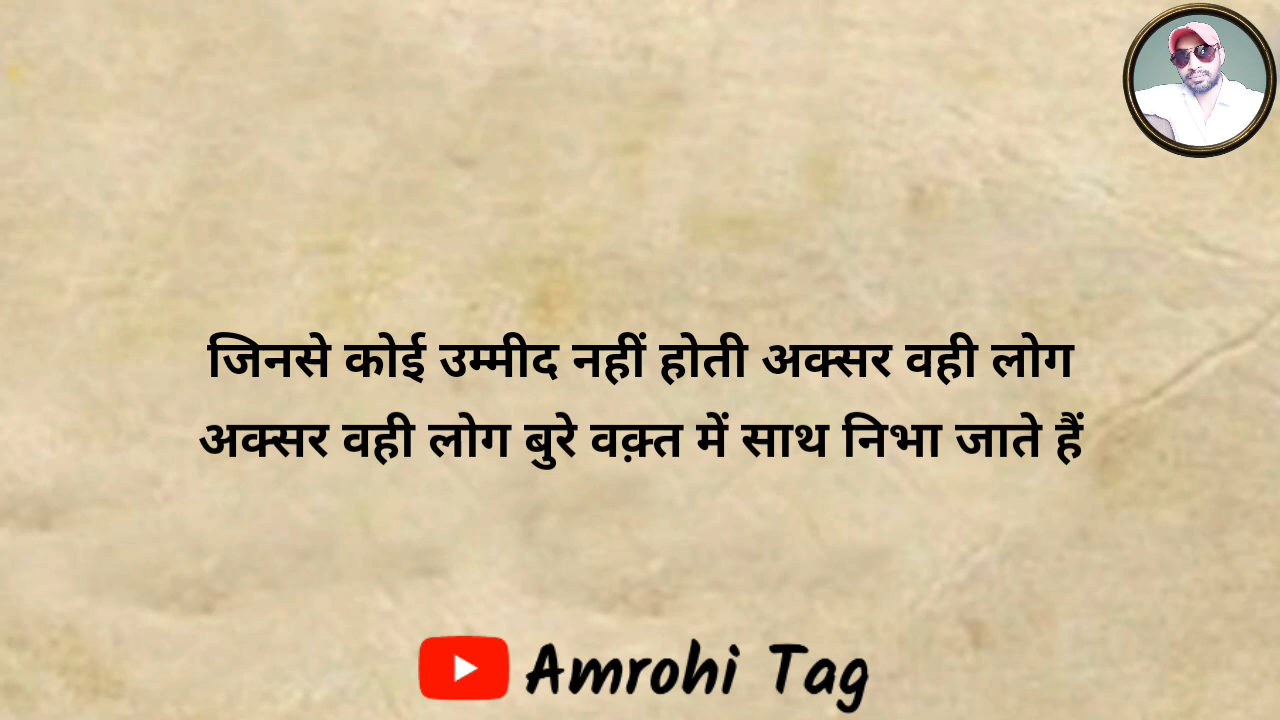 जिनसे कोई उम्मीद नहीं होती अक्सर वही लोग
अक्सर वही लोग बुरे वक़्त में साथ निभा जाते हैं
Amrohi Tag